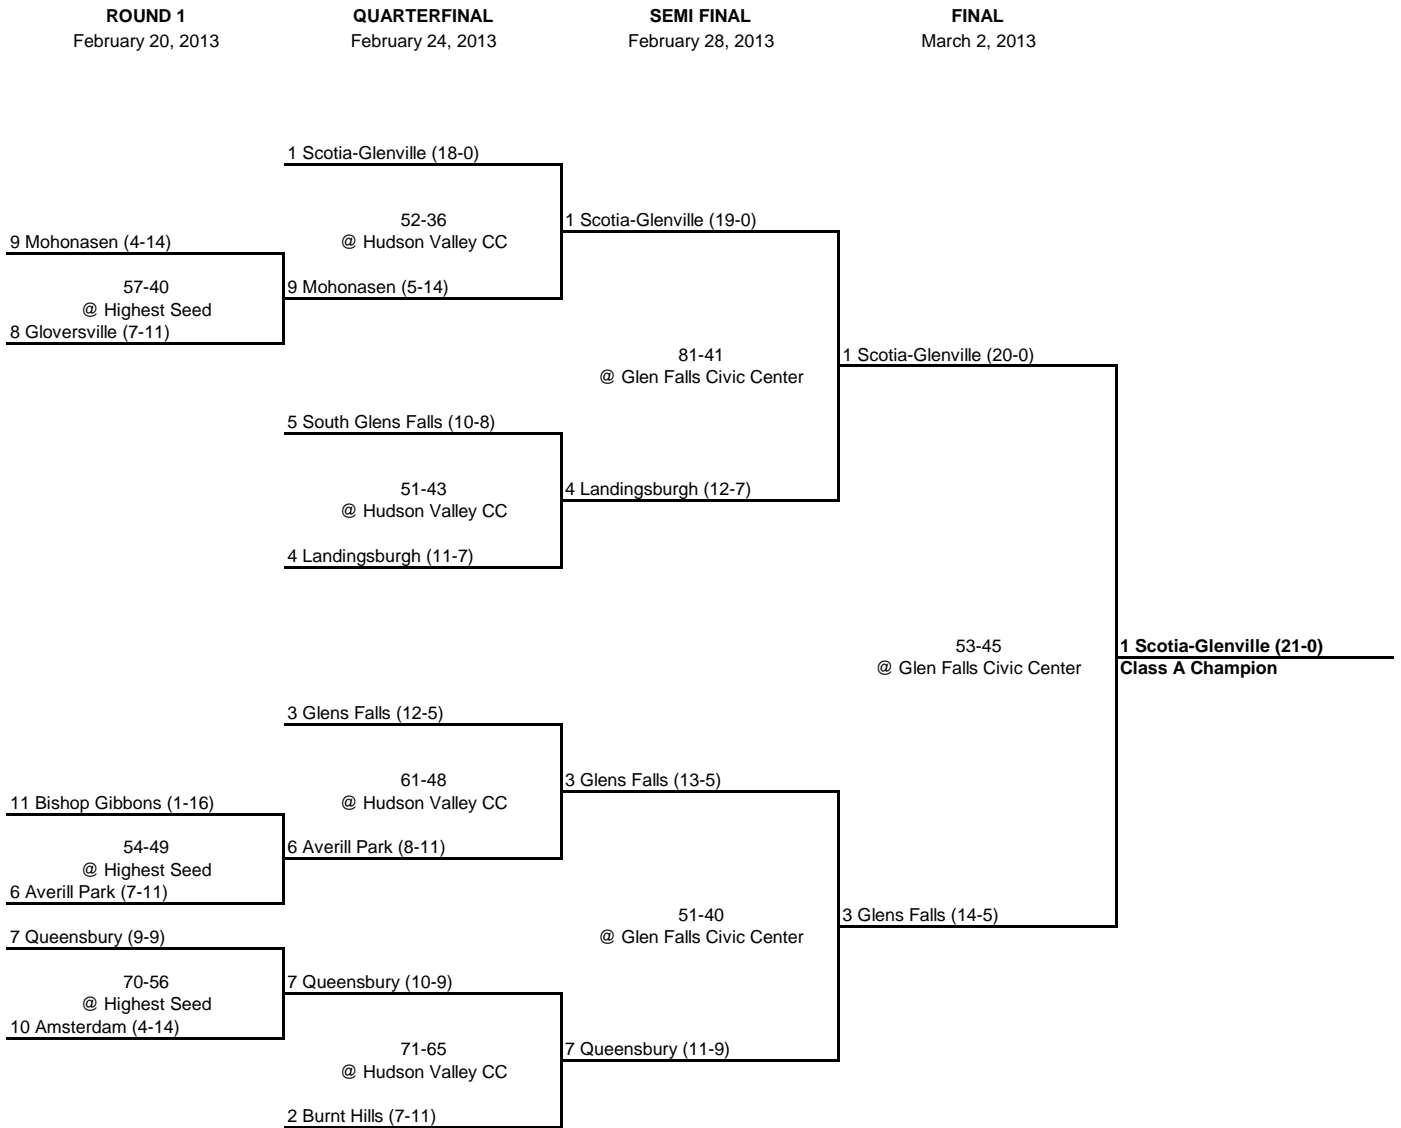 ROUND 1
February 20, 2013
QUARTERFINAL
February 24, 2013
SEMI FINAL
February 28, 2013
FINAL
March 2, 2013
1 Scotia-Glenville (18-0)
52-36
@ Hudson Valley CC
1 Scotia-Glenville (19-0)
9 Mohonasen (4-14)
57-40
@ Highest Seed
9 Mohonasen (5-14)
8 Gloversville (7-11)
81-41
@ Glen Falls Civic Center
1 Scotia-Glenville (20-0)
5 South Glens Falls (10-8)
51-43
@ Hudson Valley CC
4 Landingsburgh (12-7)
4 Landingsburgh (11-7)
53-45
@ Glen Falls Civic Center
1 Scotia-Glenville (21-0)
Class A Champion
3 Glens Falls (12-5)
61-48
@ Hudson Valley CC
3 Glens Falls (13-5)
11 Bishop Gibbons (1-16)
54-49
@ Highest Seed
6 Averill Park (8-11)
6 Averill Park (7-11)
51-40
@ Glen Falls Civic Center
3 Glens Falls (14-5)
7 Queensbury (9-9)
70-56
@ Highest Seed
7 Queensbury (10-9)
10 Amsterdam (4-14)
71-65
@ Hudson Valley CC
7 Queensbury (11-9)
2 Burnt Hills (7-11)